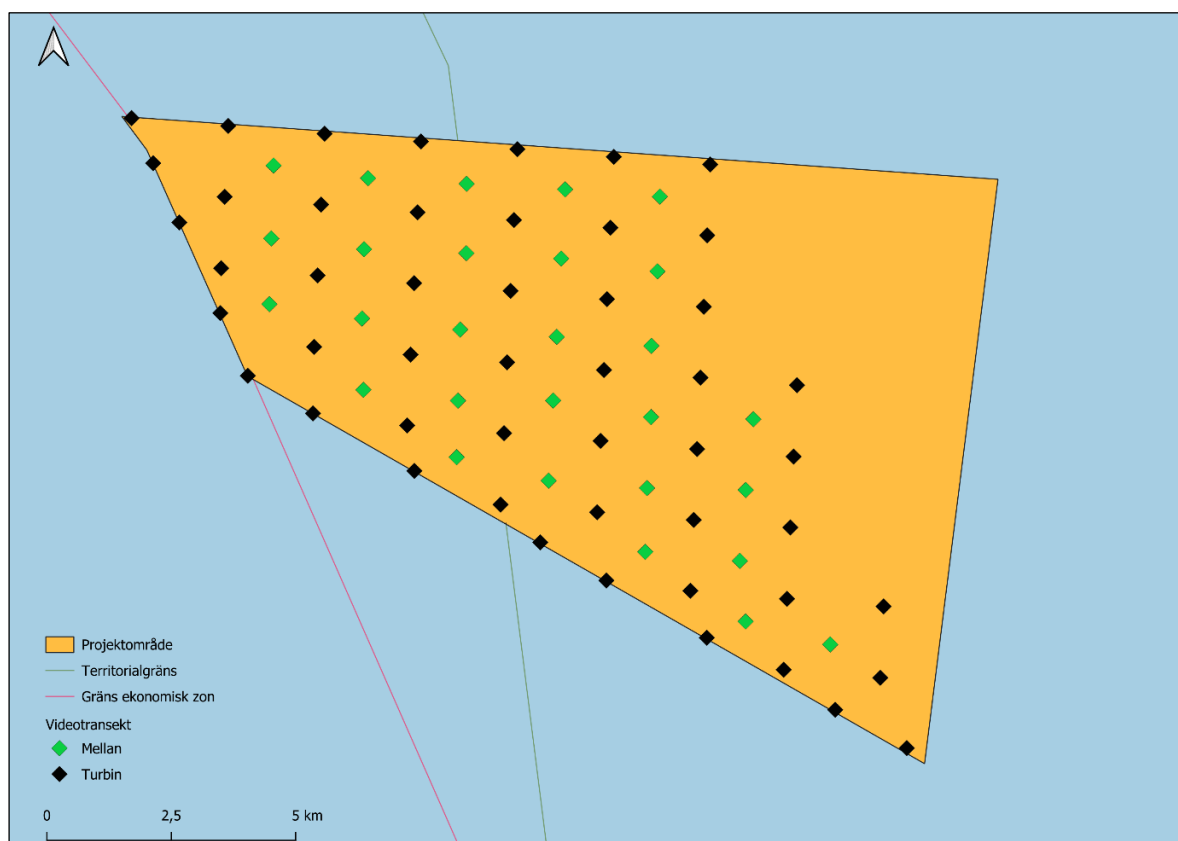 Projektområde
Territorialgräns
Gräns ekonomisk zon
Videotransekt
Mellan
Turbin
0 2,5 5 km